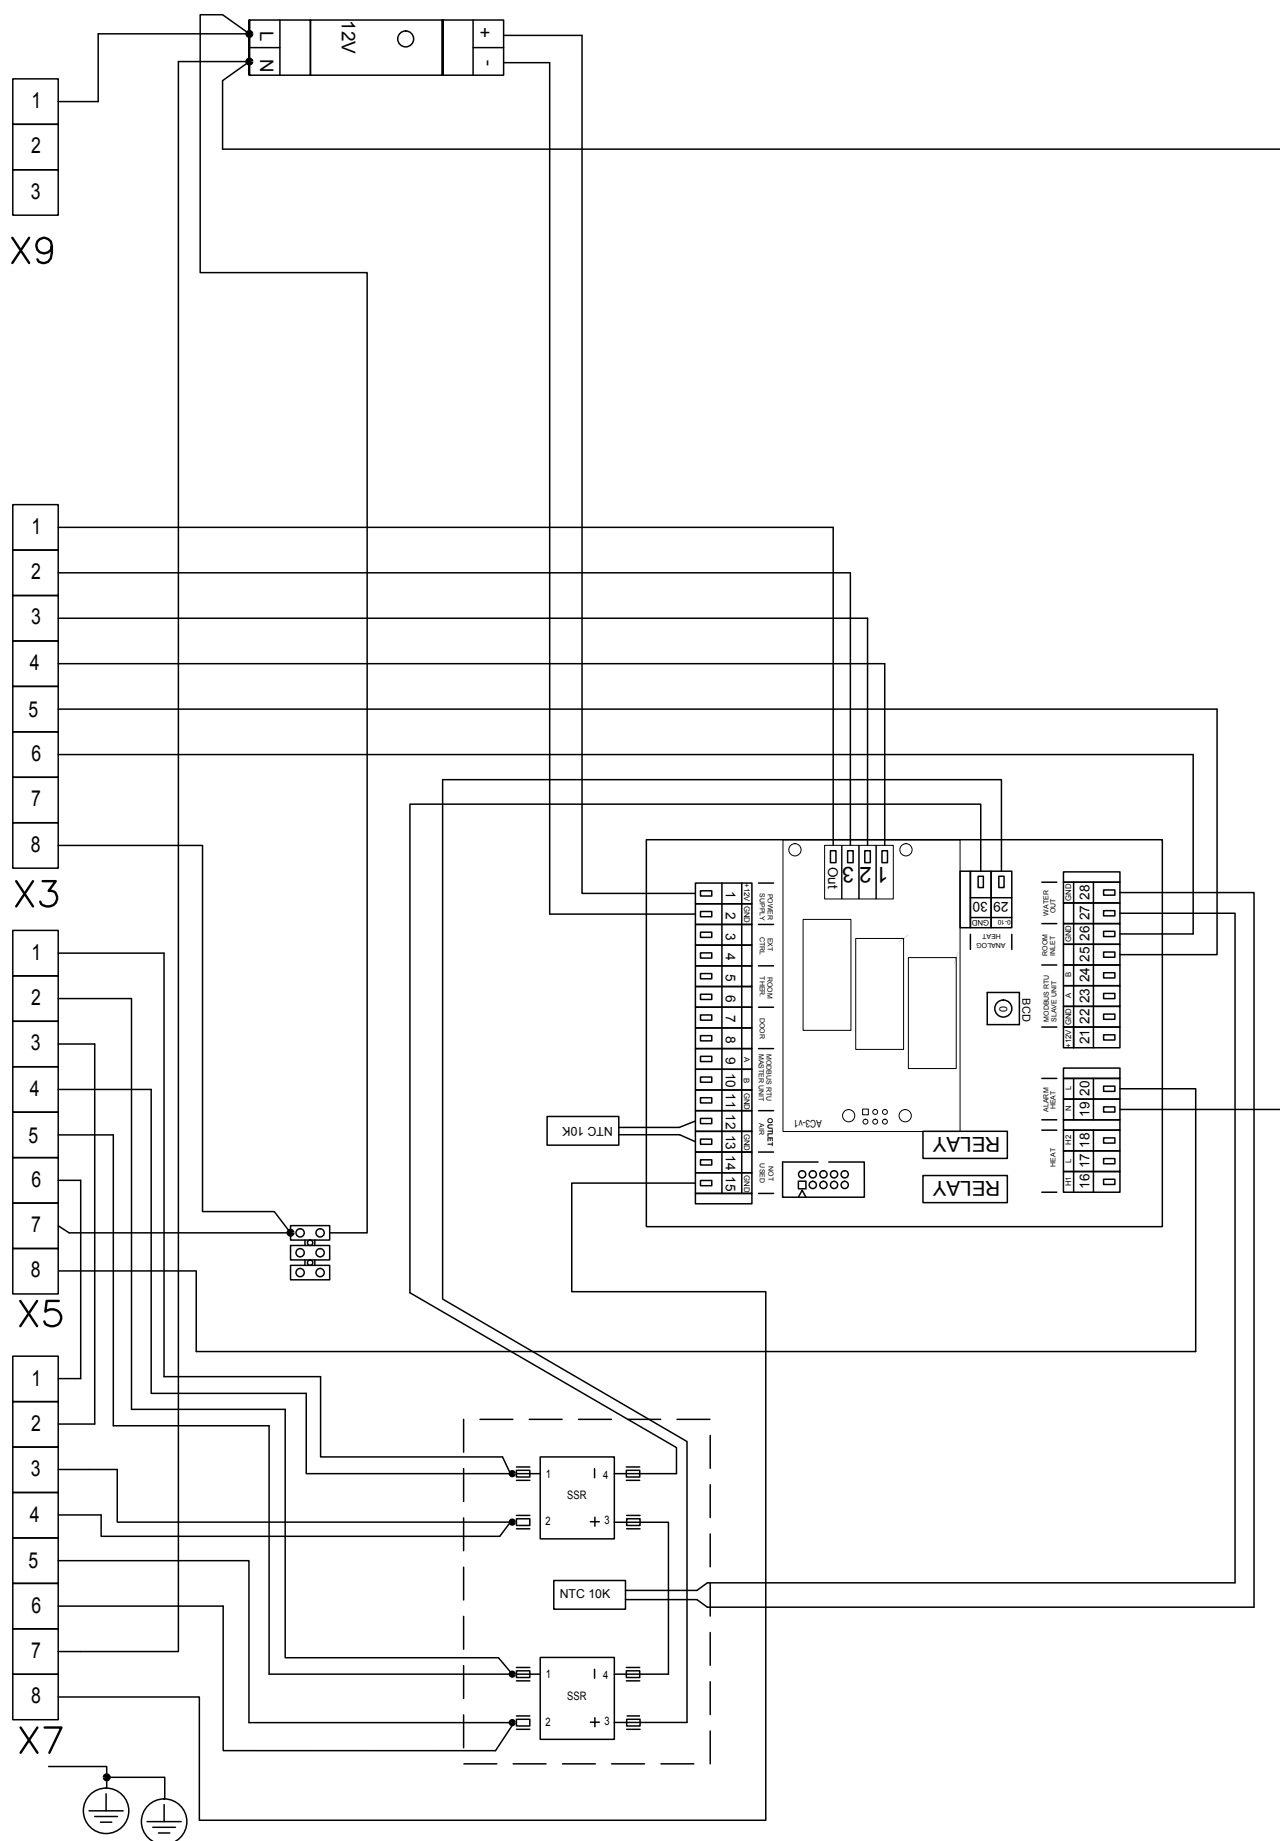 L
N
12V
+
-
1
2
3
X9
1
2
3
4
5
6
7
8
X3
1
2
3
4
5
6
7
8
X5
1
2
3
4
5
6
7
8
X7
Out
3
2
1
AC3-v1
30 GND
29 0-10
ANALOG
HEAT
BCD
0
1 +12V
2 GND
3
4
5
6
7
8
9 A
10 B
11 GND
12
13 GND
14
15 GND
POWER
SUPPLY
EXT
CTRL
ROOM
THER.
DOOR
MODBUS RTU
MASTER UNIT
OUTLET
AIR
NOT
USED
NTC 10K
RELAY
RELAY
GND 28
27
GND 26
25
B 24
A 23
GND 22
+12V 21
WATER
OUT
ROOM
INLET
MODBUS RTU
SLAVE UNIT
L 20
N 19
H2 18
L 17
H1 16
ALARM
HEAT
HEAT
1
4
SSR
2
+ 3
NTC 10K
1
4
SSR
2
+ 3